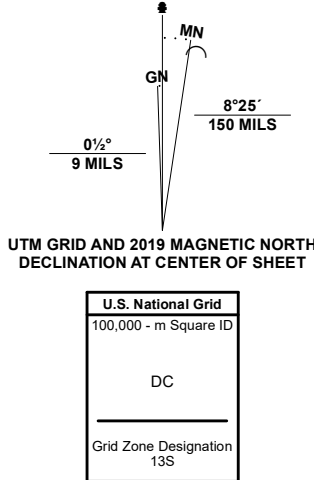 MN
GN
8°25´
150 MILS
0½°
9 MILS
UTM GRID AND 2019 MAGNETIC NORTH
DECLINATION AT CENTER OF SHEET
U.S. National Grid
100,000 - m Square ID
DC
Grid Zone Designation
13S